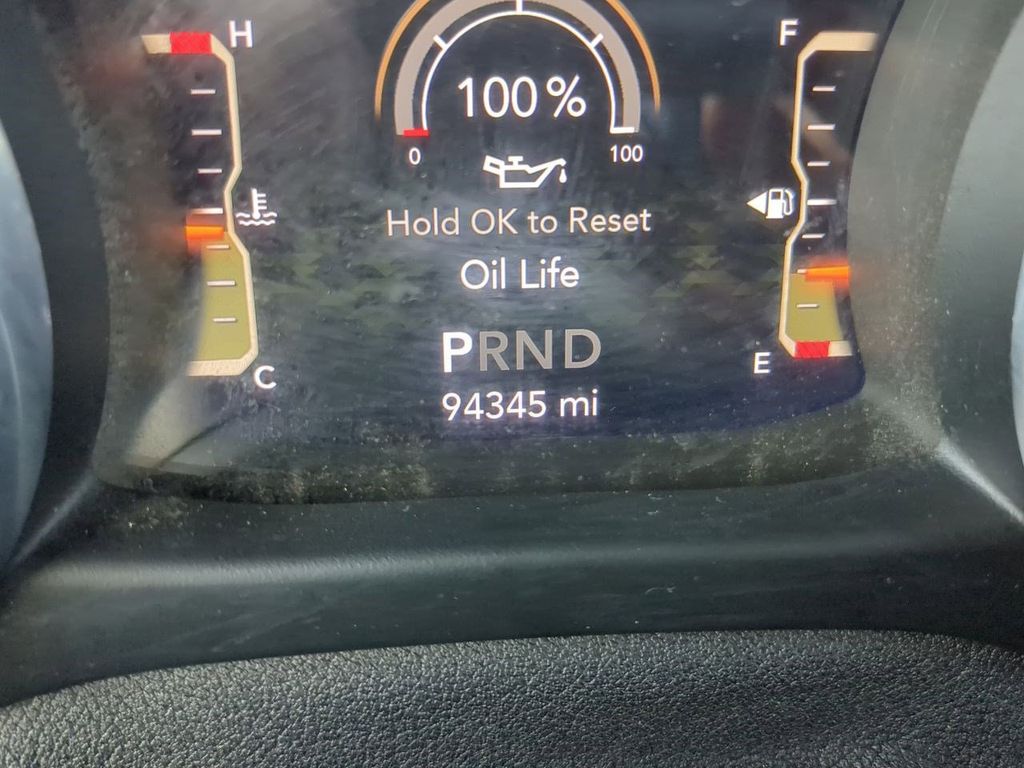 H
F
100 %
0
100
Hold OK to Reset
Oil Life
PRND
E
C
94345 mi